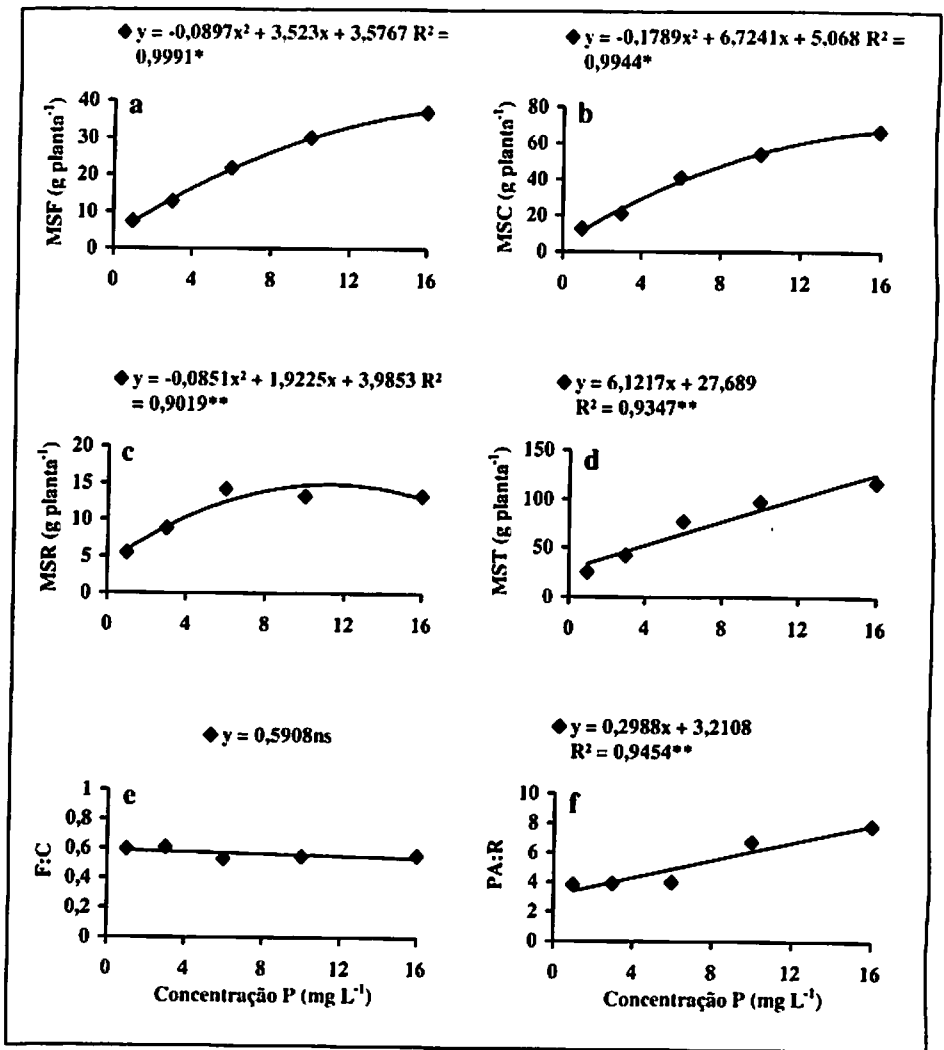 y = -0,0897x² + 3,523x + 3,5767 R² =
0,9991*
a
MSF (g planta⁻¹)
40
30
20
10
0
0 4 8 12 16
y = -0,1789x² + 6,7241x + 5,068 R² =
0,9944*
b
MSC (g planta⁻¹)
80
60
40
20
0
0 4 8 12 16
y = -0,0851x² + 1,9225x + 3,9853 R²
= 0,9019**
c
MSR (g planta⁻¹)
20
15
10
5
0
0 4 8 12 16
y = 6,1217x + 27,689
R² = 0,9347**
d
MST (g planta⁻¹)
150
100
50
0
0 4 8 12 16
y = 0,5908ns
e
F:C
1
0,8
0,6
0,4
0,2
0
0 4 8 12 16
Concentração P (mg L⁻¹)
y = 0,2988x + 3,2108
R² = 0,9454**
f
PA:R
10
8
6
4
2
0
0 4 8 12 16
Concentração P (mg L⁻¹)